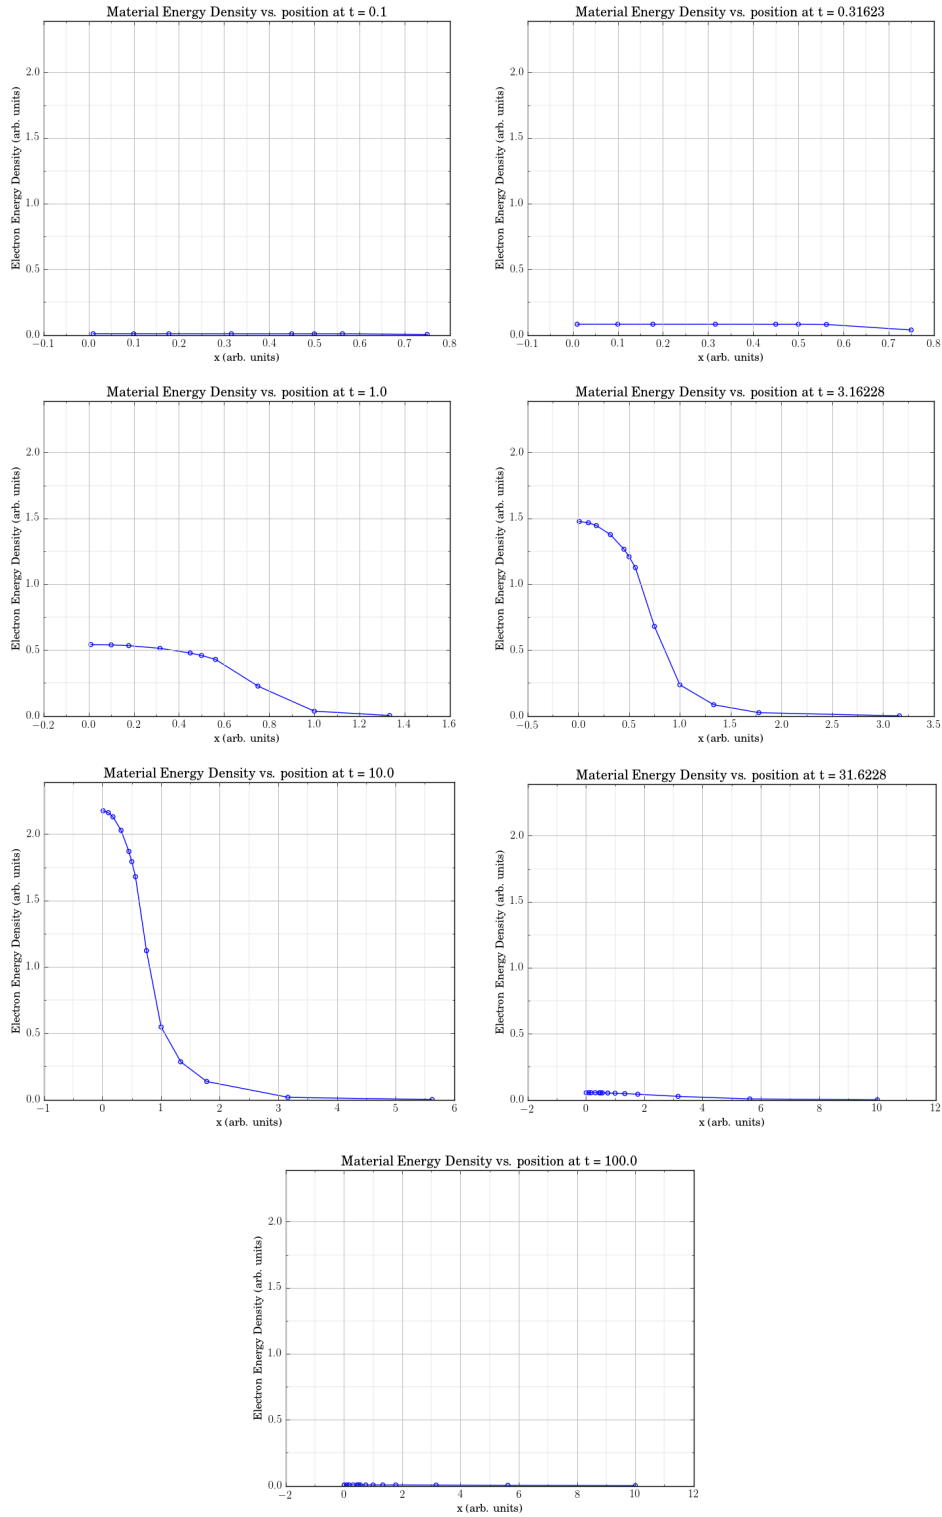 Material Energy Density vs. position at t = 0.1
Electron Energy Density (arb. units)
2.0
1.5
1.0
0.5
0.0
−0.1 0.0 0.1 0.2 0.3 0.4 0.5 0.6 0.7 0.8
x (arb. units)
Material Energy Density vs. position at t = 0.31623
Electron Energy Density (arb. units)
2.0
1.5
1.0
0.5
0.0
−0.1 0.0 0.1 0.2 0.3 0.4 0.5 0.6 0.7 0.8
x (arb. units)
Material Energy Density vs. position at t = 1.0
Electron Energy Density (arb. units)
2.0
1.5
1.0
0.5
0.0
−0.2 0.0 0.2 0.4 0.6 0.8 1.0 1.2 1.4 1.6
x (arb. units)
Material Energy Density vs. position at t = 3.16228
Electron Energy Density (arb. units)
2.0
1.5
1.0
0.5
0.0
−0.5 0.0 0.5 1.0 1.5 2.0 2.5 3.0 3.5
x (arb. units)
Material Energy Density vs. position at t = 10.0
Electron Energy Density (arb. units)
2.0
1.5
1.0
0.5
0.0
−1 0 1 2 3 4 5 6
x (arb. units)
Material Energy Density vs. position at t = 31.6228
Electron Energy Density (arb. units)
2.0
1.5
1.0
0.5
0.0
−2 0 2 4 6 8 10 12
x (arb. units)
Material Energy Density vs. position at t = 100.0
Electron Energy Density (arb. units)
2.0
1.5
1.0
0.5
0.0
−2 0 2 4 6 8 10 12
x (arb. units)